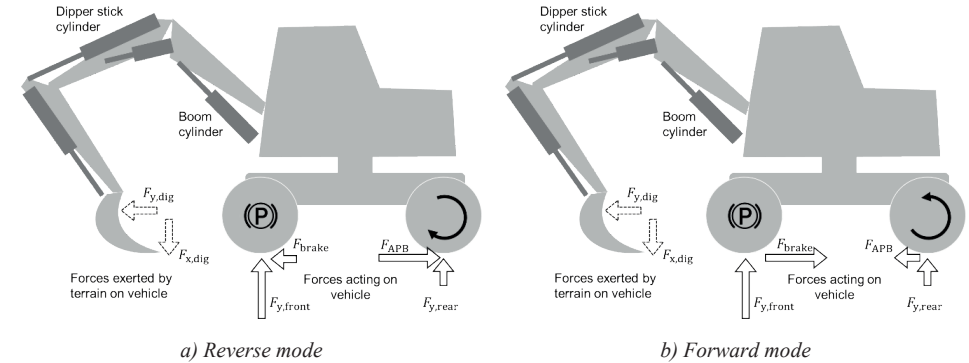 Dipper stick
cylinder
Boom
cylinder
F_y,dig
F_x,dig
(P)
F_brake
F_APB
Forces exerted by
terrain on vehicle
Forces acting on
vehicle
F_y,front
F_y,rear
a) Reverse mode
Dipper stick
cylinder
Boom
cylinder
F_y,dig
F_x,dig
(P)
F_brake
F_APB
Forces exerted by
terrain on vehicle
Forces acting on
vehicle
F_y,front
F_y,rear
b) Forward mode